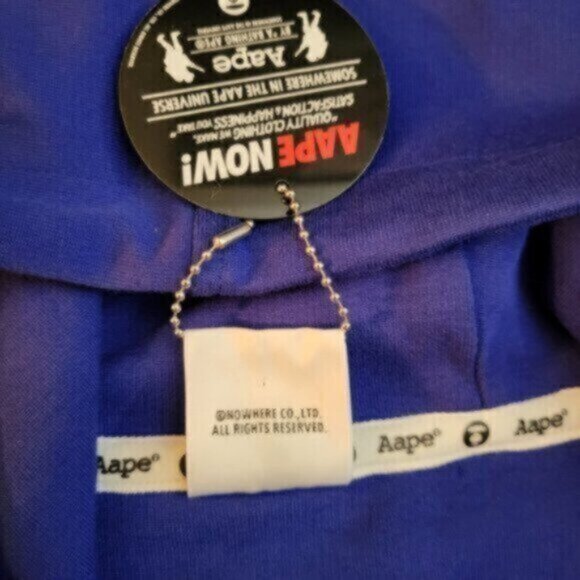 AAPE NOW!
"QUALITY CLOTHING WE MAKE,
SATISFACTION & HAPPINESS YOU TAKE"
SOMEWHERE IN THE AAPE UNIVERSE
Aape
BY *A BATHING APE®
©NOWHERE CO., LTD.
ALL RIGHTS RESERVED.
Aape® Aape® Aape®